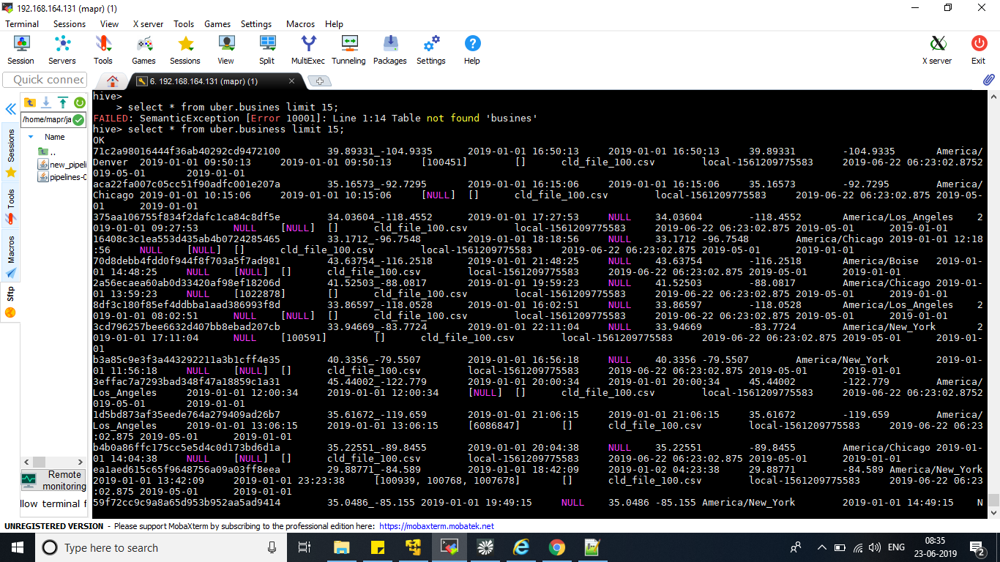 192.168.164.131 (mapr) (1)
Terminal Sessions View X server Tools Games Settings Macros Help
Session Servers Tools Games Sessions View Split MultiExec Tunneling Packages Settings Help X server Exit
Quick connec
6. 192.168.164.131 (mapr) (1)
/home/mapr/ja
Name
..
new_pipeli
pipelines-0
Sessions
Tools
Macros
Sftp
Remote
monitoring
llow terminal f
hive>
    > select * from uber.busines limit 15;
FAILED: SemanticException [Error 10001]: Line 1:14 Table not found 'busines'
hive> select * from uber.business limit 15;
OK
71c2a98016444f36ab40292cd9472100 39.89331_-104.9335 2019-01-01 16:50:13 2019-01-01 16:50:13 39.89331 -104.9335 America/
Denver 2019-01-01 09:50:13 2019-01-01 09:50:13 [100451] [] cld_file_100.csv local-1561209775583 2019-06-22 06:23:02.8752
019-05-01 2019-01-01
aca22fa007c05cc51f90adfc001e207a 35.16573_-92.7295 2019-01-01 16:15:06 2019-01-01 16:15:06 35.16573 -92.7295 America/
Chicago 2019-01-01 10:15:06 2019-01-01 10:15:06 [NULL] [] cld_file_100.csv local-1561209775583 2019-06-22 06:23:02.875 2019-05-
01 2019-01-01
375aa106755f834f2dafc1ca84c8df5e 34.03604_-118.4552 2019-01-01 17:27:53 NULL 34.03604 -118.4552 America/Los_Angeles 2
019-01-01 09:27:53 NULL [NULL] [] cld_file_100.csv local-1561209775583 2019-06-22 06:23:02.875 2019-05-01 2019-01-01
16408c3c1ea553d435ab4b0724285465 33.1712_-96.7548 2019-01-01 18:18:56 NULL 33.1712 -96.7548 America/Chicago 2019-01-01 12:18
:56 NULL [NULL] [] cld_file_100.csv local-1561209775583 2019-06-22 06:23:02.875 2019-05-01 2019-01-01
70d8debb4fdd0f944f8f703a5f7ad981 43.63754_-116.2518 2019-01-01 21:48:25 NULL 43.63754 -116.2518 America/Boise 2019-01-
01 14:48:25 NULL [NULL] [] cld_file_100.csv local-1561209775583 2019-06-22 06:23:02.875 2019-05-01 2019-01-01
2a56ecaea60ab0d33420af98ef18206d 41.52503_-88.0817 2019-01-01 19:59:23 NULL 41.52503 -88.0817 America/Chicago 2019-01-
01 13:59:23 NULL [1022878] [] cld_file_100.csv local-1561209775583 2019-06-22 06:23:02.875 2019-05-01 2019-01-01
8df3c180f85ef4ddbba1aad386993f8d 33.86597_-118.0528 2019-01-01 16:02:51 NULL 33.86597 -118.0528 America/Los_Angeles 2
019-01-01 08:02:51 NULL [NULL] [] cld_file_100.csv local-1561209775583 2019-06-22 06:23:02.875 2019-05-01 2019-01-01
3cd796257bee6632d407bb8ebad207cb 33.94669_-83.7724 2019-01-01 22:11:04 NULL 33.94669 -83.7724 America/New_York 2
019-01-01 17:11:04 NULL [100591] [] cld_file_100.csv local-1561209775583 2019-06-22 06:23:02.875 2019-05-01 2019-01-
01
b3a85c9e3f3a443292211a3b1cff4e35 40.3356_-79.5507 2019-01-01 16:56:18 NULL 40.3356 -79.5507 America/New_York 2019-01-
01 11:56:18 NULL [NULL] [] cld_file_100.csv local-1561209775583 2019-06-22 06:23:02.875 2019-05-01 2019-01-01
3effac7a7293bad348f47a18859c1a31 45.44002_-122.779 2019-01-01 20:00:34 2019-01-01 20:00:34 45.44002 -122.779 America/
Los_Angeles 2019-01-01 12:00:34 2019-01-01 12:00:34 [NULL] [] cld_file_100.csv local-1561209775583 2019-06-22 06:23:02.8752
019-05-01 2019-01-01
1d5bd873af35eede764a279409ad26b7 35.61672_-119.659 2019-01-01 21:06:15 2019-01-01 21:06:15 35.61672 -119.659 America/
Los_Angeles 2019-01-01 13:06:15 2019-01-01 13:06:15 [6086847] [] cld_file_100.csv local-1561209775583 2019-06-22 06:23
:02.875 2019-05-01 2019-01-01
b4b0a86ffc175cc5e5d4c0d173bd6d1a 35.22551_-89.8455 2019-01-01 20:04:38 NULL 35.22551 -89.8455 America/Chicago 2019-01-
01 14:04:38 NULL [NULL] [] cld_file_100.csv local-1561209775583 2019-06-22 06:23:02.875 2019-05-01 2019-01-01
ea1aed615c65f9648756a09a03ff8eea 29.88771_-84.589 2019-01-01 18:42:09 2019-01-02 04:23:38 29.88771 -84.589 America/New_York
2019-01-01 13:42:09 2019-01-01 23:23:38 [100939, 100768, 1007678] [] cld_file_100.csv local-1561209775583 2019-06-22 06:23
:02.875 2019-05-01 2019-01-01
59f72cc9c9a8a65d953b952aa5ad9414 35.0486_-85.155 2019-01-01 19:49:15 NULL 35.0486 -85.155 America/New_York 2019-01-01 14:49:15 N
UNREGISTERED VERSION - Please support MobaXterm by subscribing to the professional edition here: https://mobaxterm.mobatek.net
Type here to search
ENG
08:35
23-06-2019
2